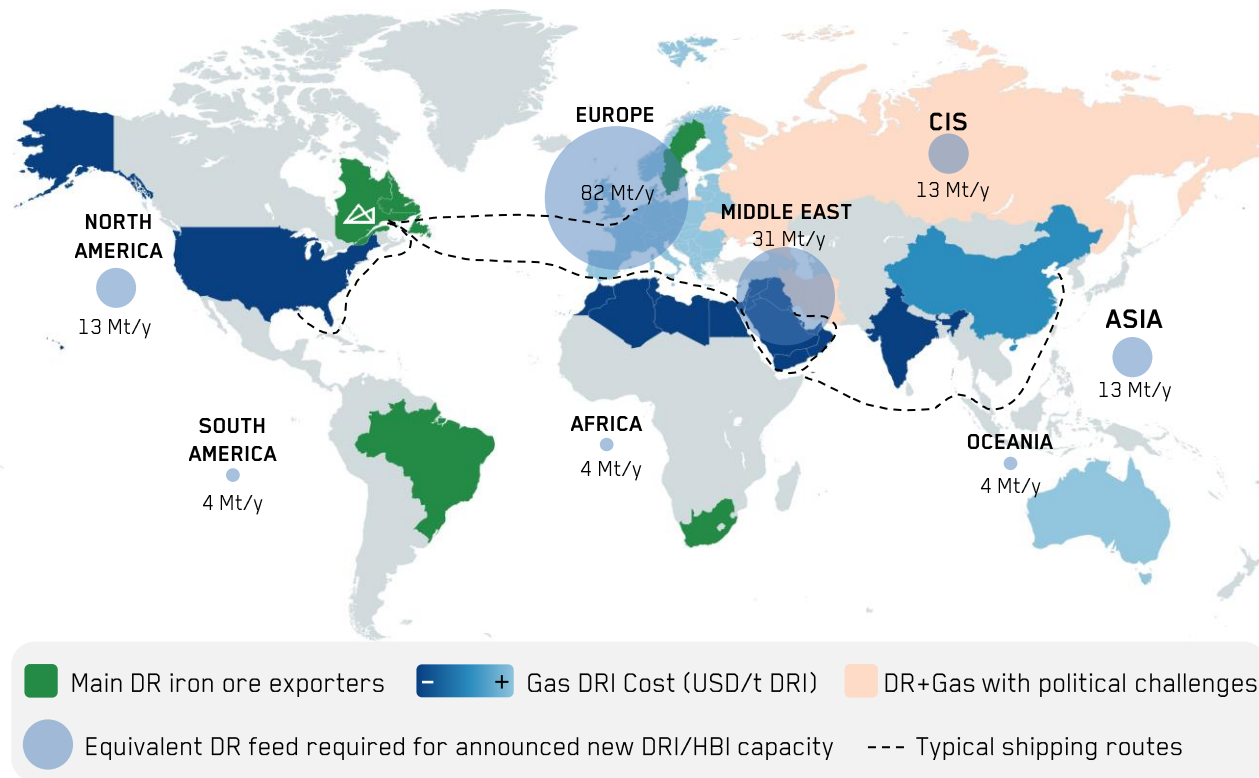 EUROPE
82 Mt/y
CIS
13 Mt/y
MIDDLE EAST
31 Mt/y
NORTH
AMERICA
13 Mt/y
ASIA
13 Mt/y
SOUTH
AMERICA
4 Mt/y
AFRICA
4 Mt/y
OCEANIA
4 Mt/y
Main DR iron ore exporters
− + Gas DRI Cost (USD/t DRI)
DR+Gas with political challenges
Equivalent DR feed required for announced new DRI/HBI capacity
Typical shipping routes